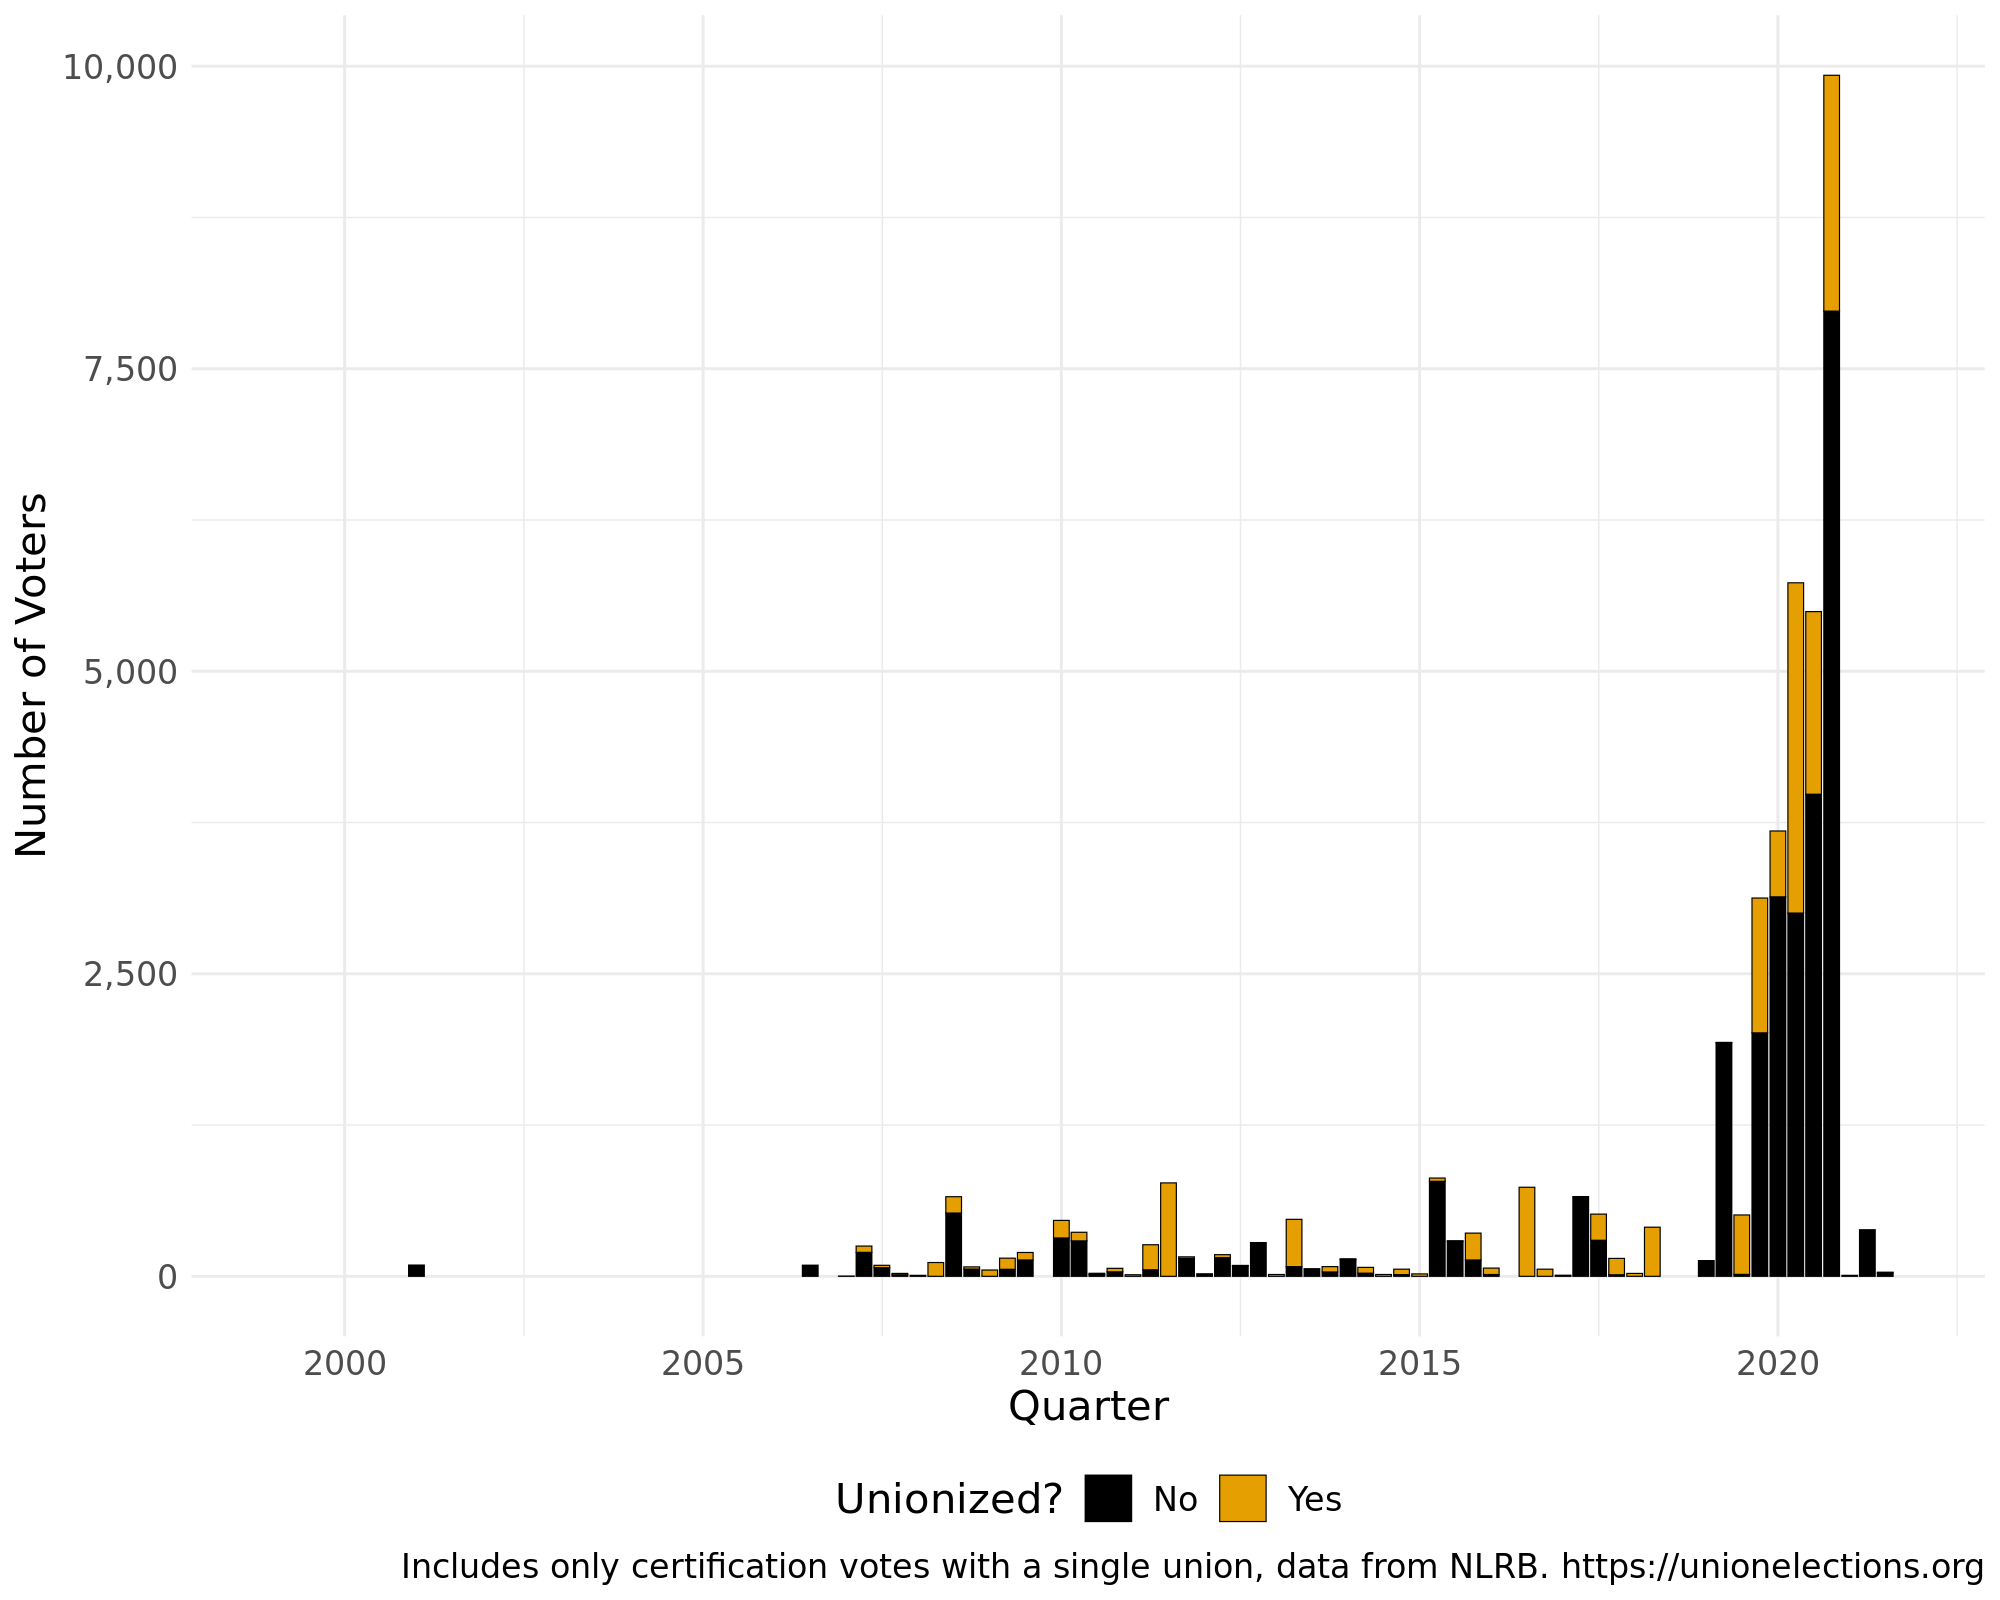 10,000
7,500
5,000
2,500
0
Number of Voters
2000 2005 2010 2015 2020
Quarter
Unionized? No Yes
Includes only certification votes with a single union, data from NLRB. https://unionelections.org